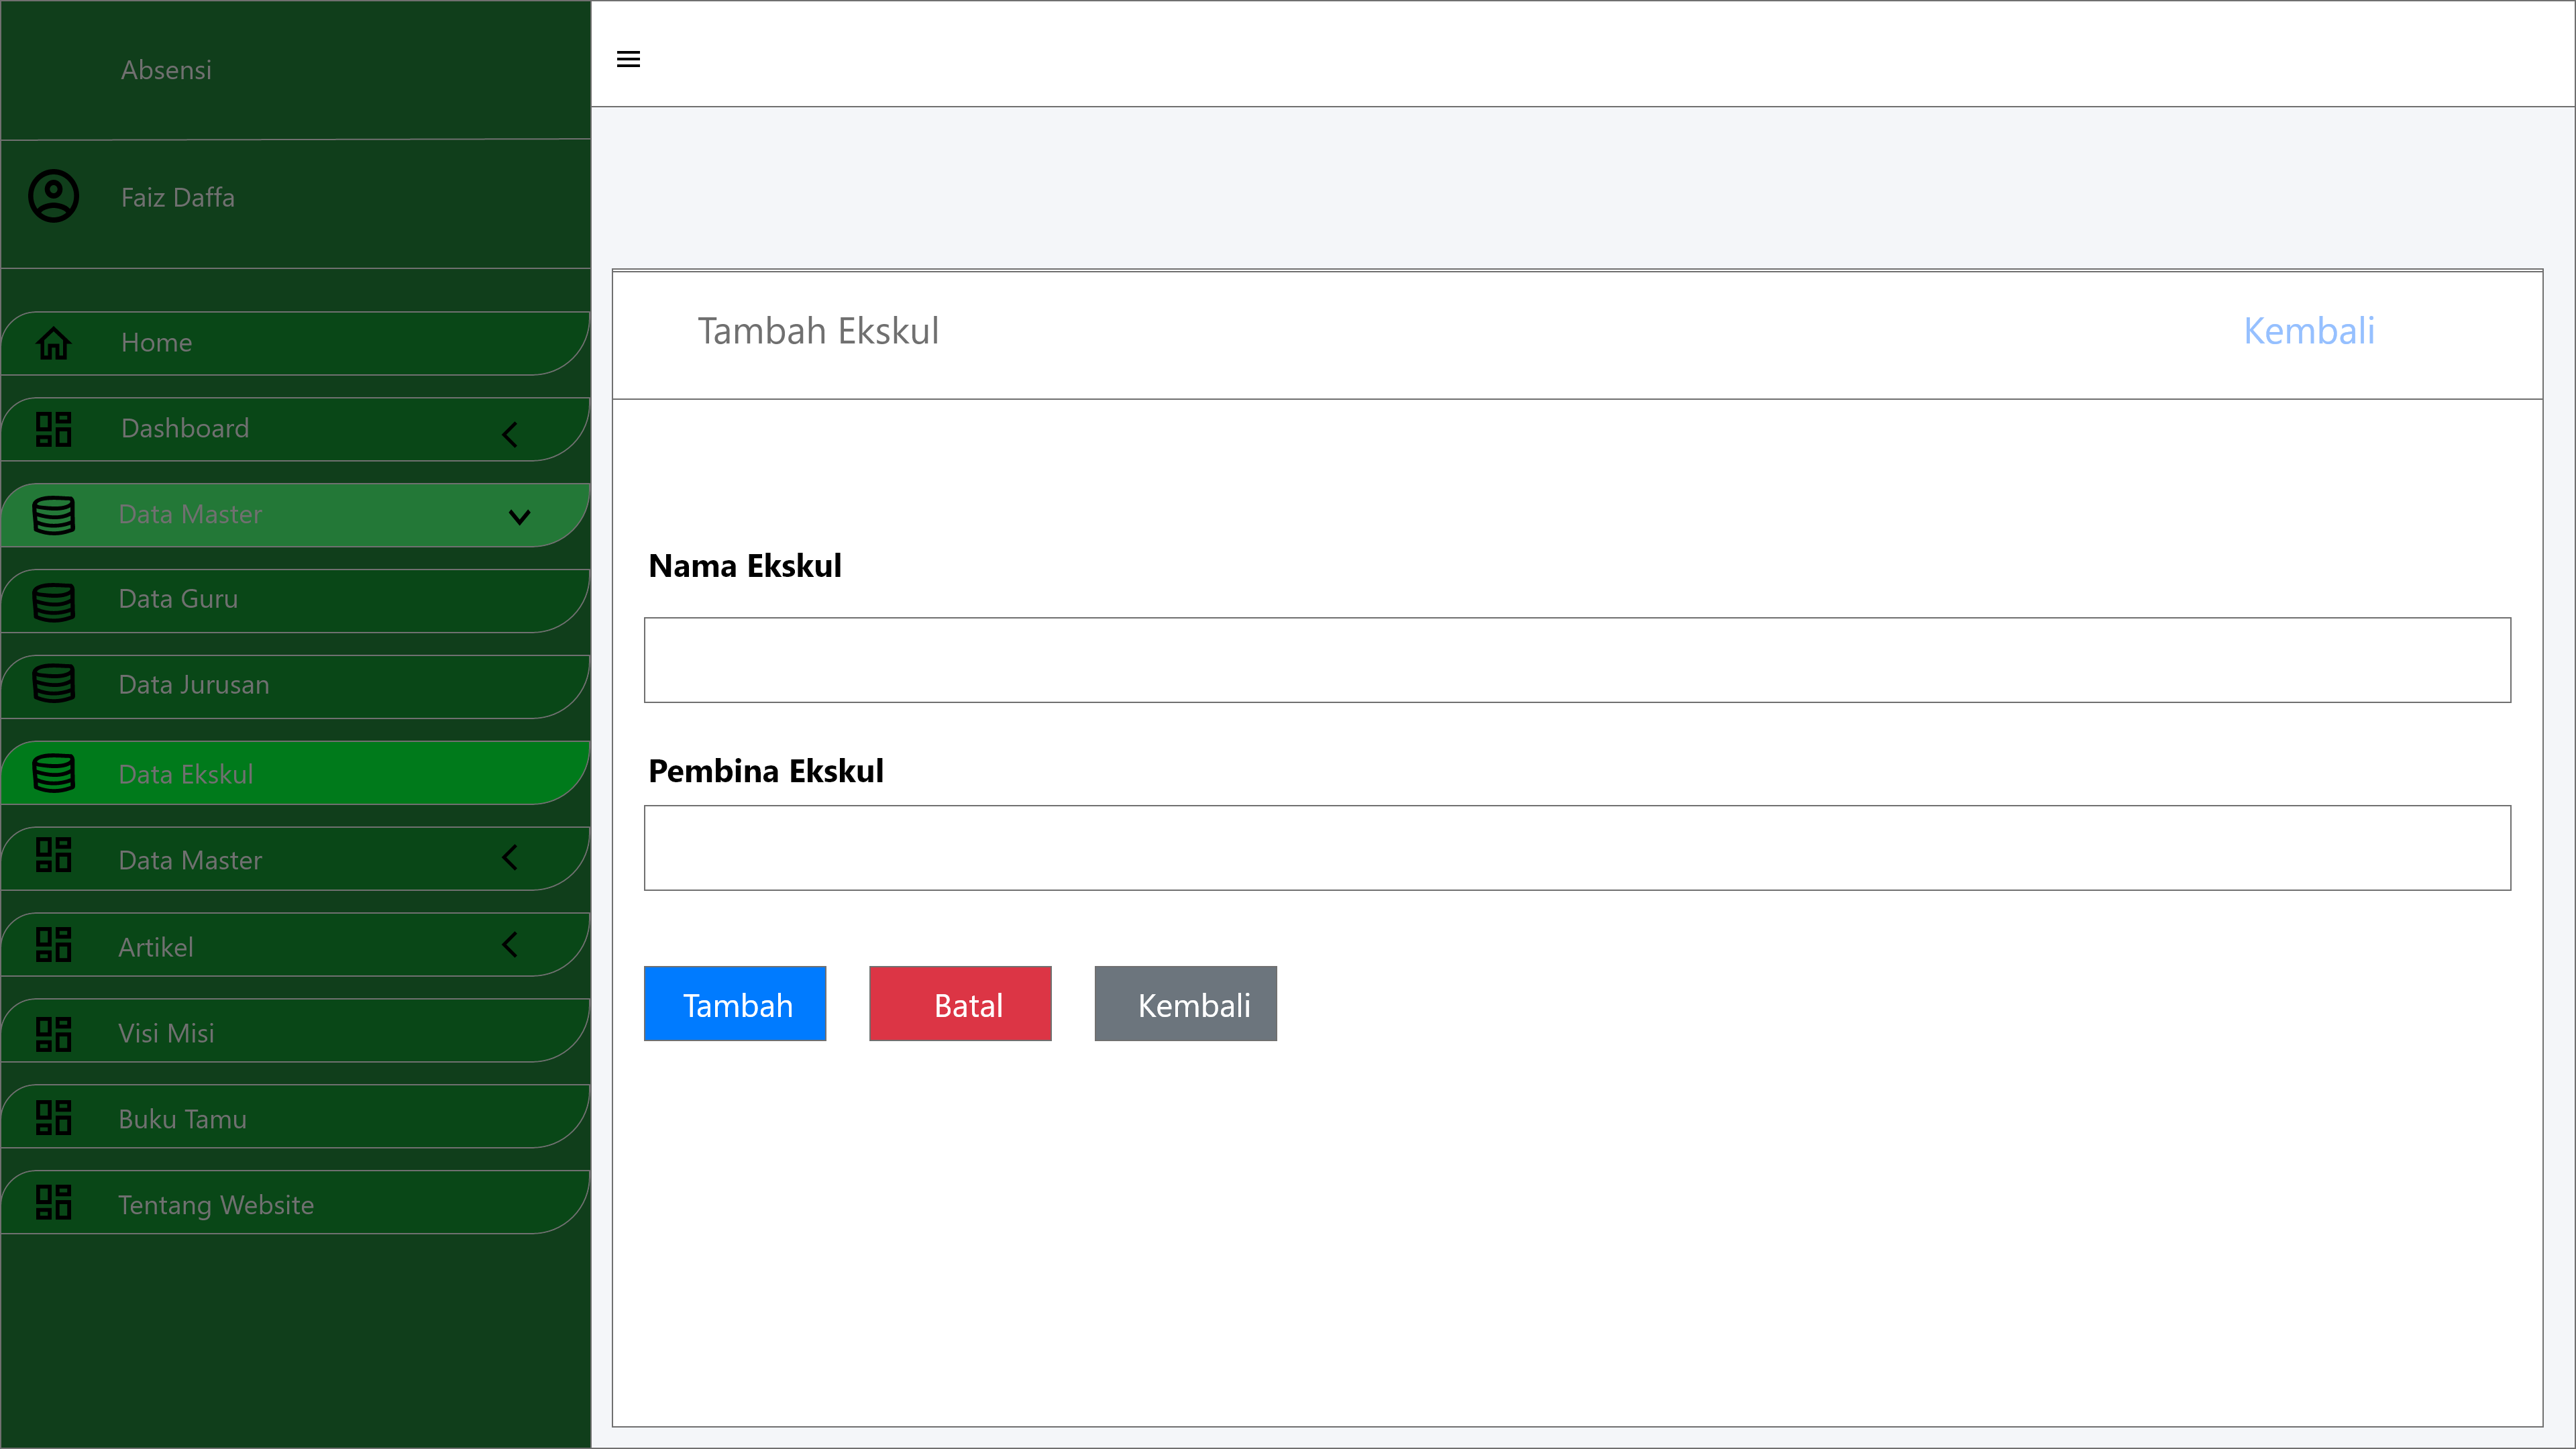 Absensi
Faiz Daffa
Home
Dashboard
Data Master
Data Guru
Data Jurusan
Data Ekskul
Data Master
Artikel
Visi Misi
Buku Tamu
Tentang Website
Tambah Ekskul
Kembali
Nama Ekskul
Pembina Ekskul
Tambah
Batal
Kembali